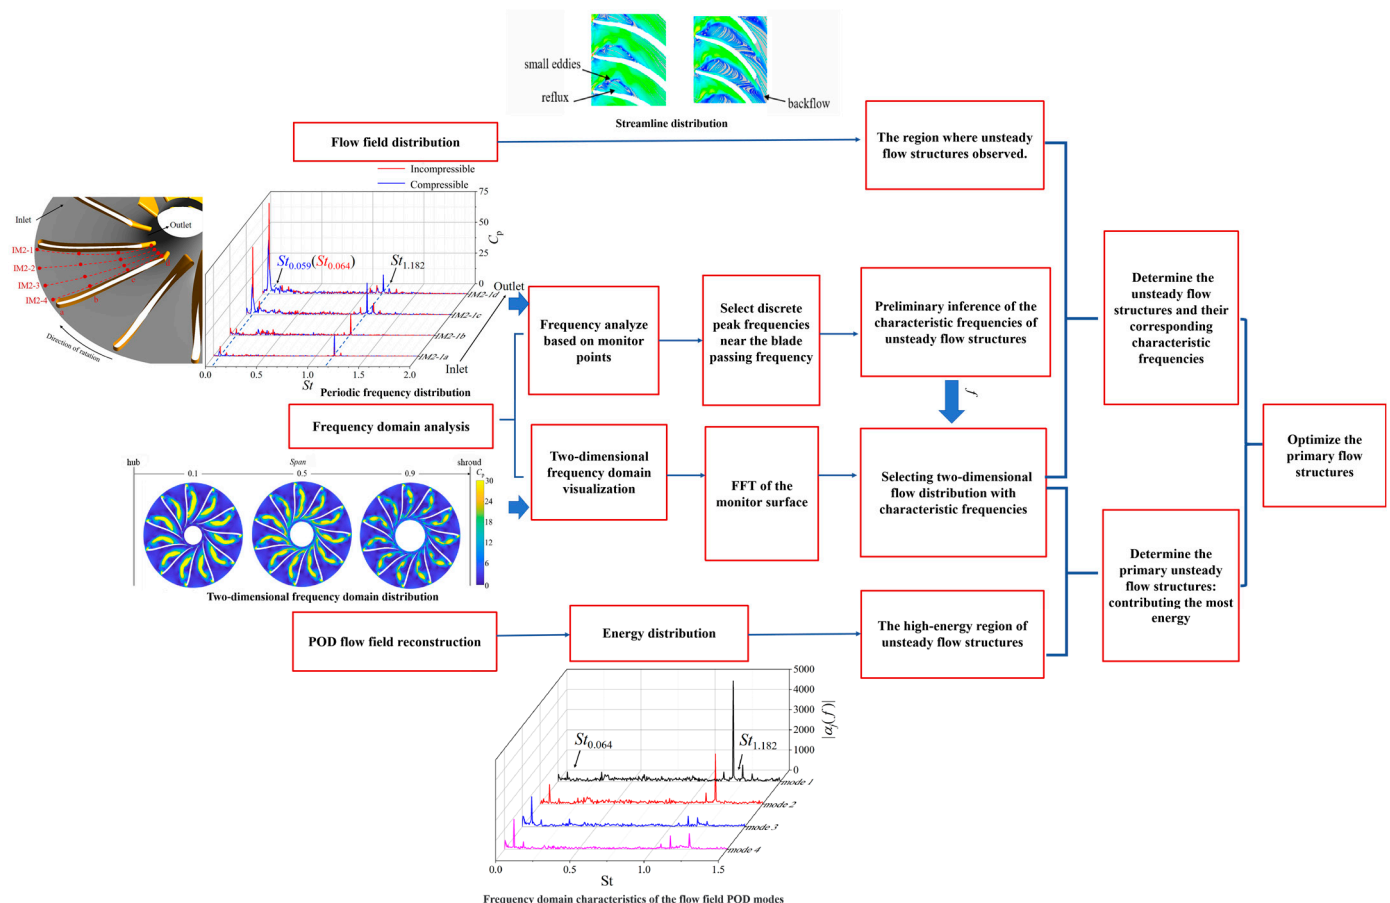 small eddies
reflux
backflow
Streamline distribution
Flow field distribution
The region where unsteady
flow structures observed.
Incompressible
Compressible
Inlet
Outlet
IM2-1
IM2-2
IM2-3
IM2-4
a
b
c
d
Direction of ratation
75
50
25
0
Cp
St0.059(St0.064)
St1.182
IM2-1d
IM2-1c
IM2-1b
IM2-1a
Outlet
Inlet
0.0
0.5
1.0
1.5
2.0
St
Periodic frequency distribution
Frequency analyze
based on monitor
points
Select discrete
peak frequencies
near the blade
passing frequency
Preliminary inference of the
characteristic frequencies of
unsteady flow structures
Determine the
unsteady flow
structures and their
corresponding
characteristic
frequencies
f
Frequency domain analysis
Two-dimensional
frequency domain
visualization
FFT of the
monitor surface
Selecting two-dimensional
flow distribution with
characteristic frequencies
Optimize the
primary flow
structures
hub
Span
shroud
0.1
0.5
0.9
Cp
30
24
18
12
6
0
Two-dimensional frequency domain distribution
Determine the
primary unsteady
flow structures:
contributing the most
energy
POD flow field reconstruction
Energy distribution
The high-energy region of
unsteady flow structures
5000
4000
3000
2000
1000
0
|αj(f)|
St0.064
St1.182
mode 1
mode 2
mode 3
mode 4
0.0
0.5
1.0
1.5
St
Frequency domain characteristics of the flow field POD modes